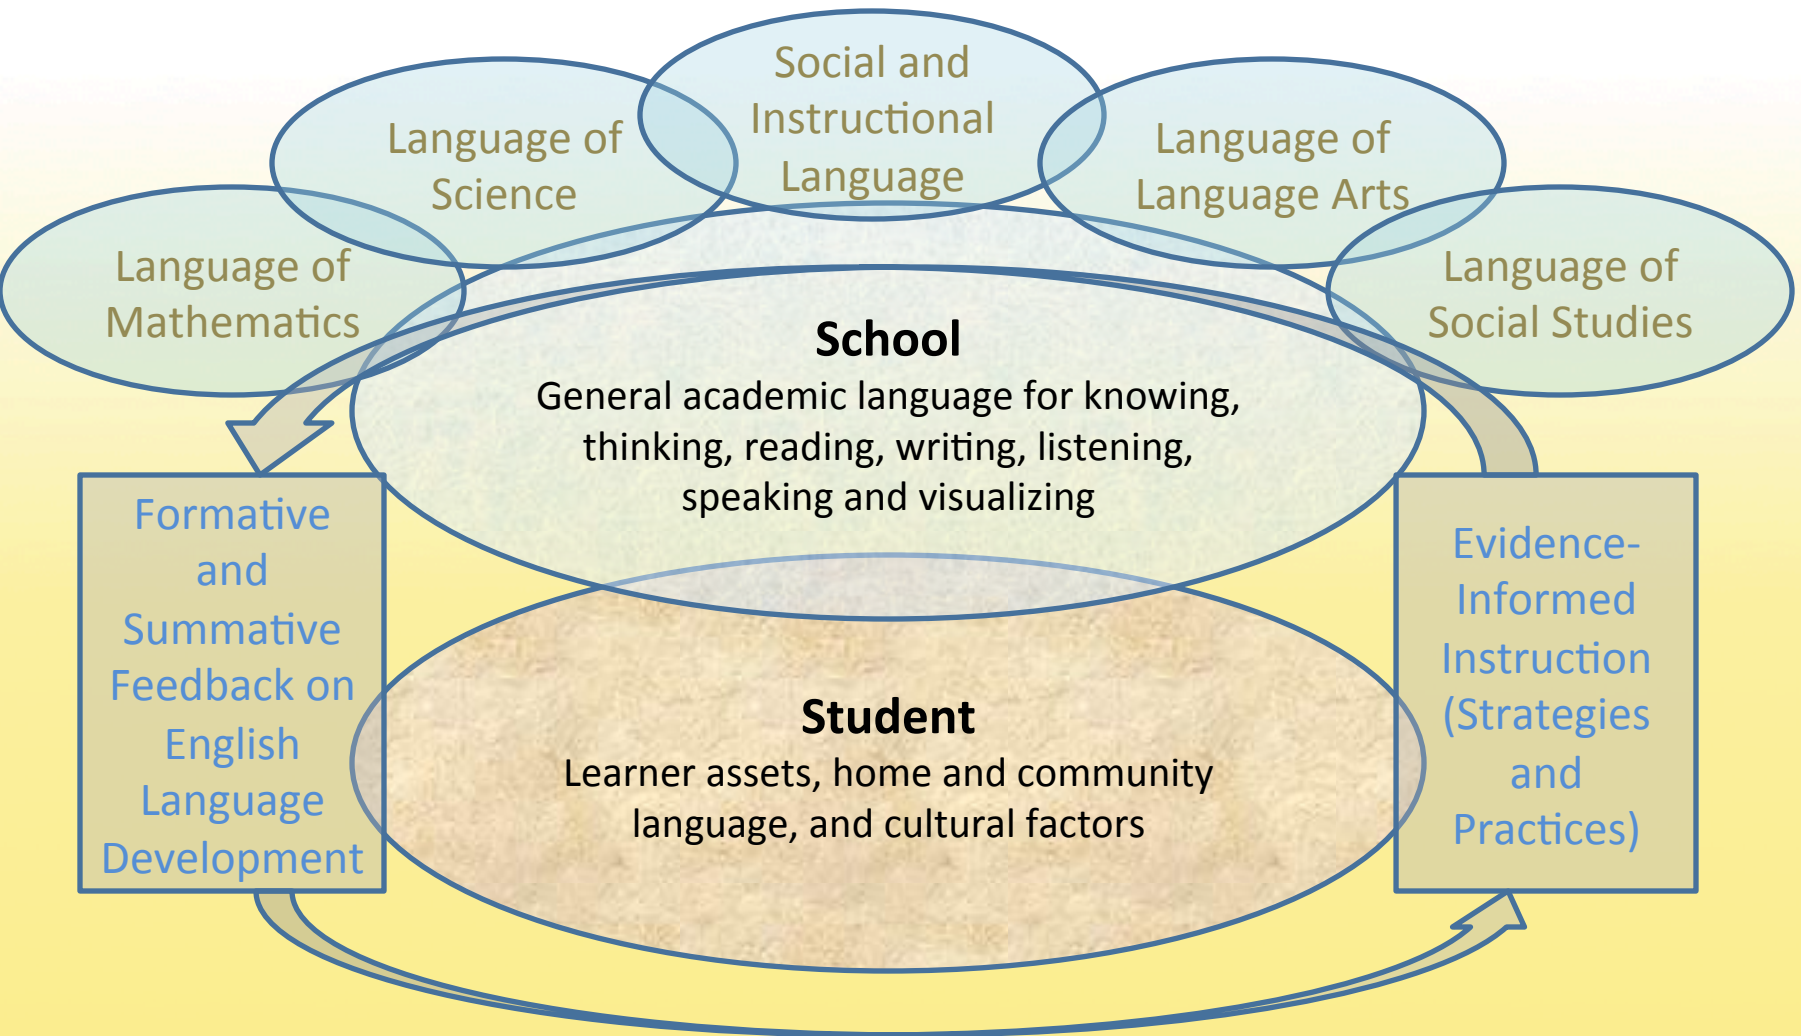 Social and
Instructional
Language
Language of
Science
Language of
Language Arts
Language of
Mathematics
Language of
Social Studies
School
General academic language for knowing,
thinking, reading, writing, listening,
speaking and visualizing
Formative
and
Summative
Feedback on
English
Language
Development
Evidence-
Informed
Instruction
(Strategies
and
Practices)
Student
Learner assets, home and community
language, and cultural factors